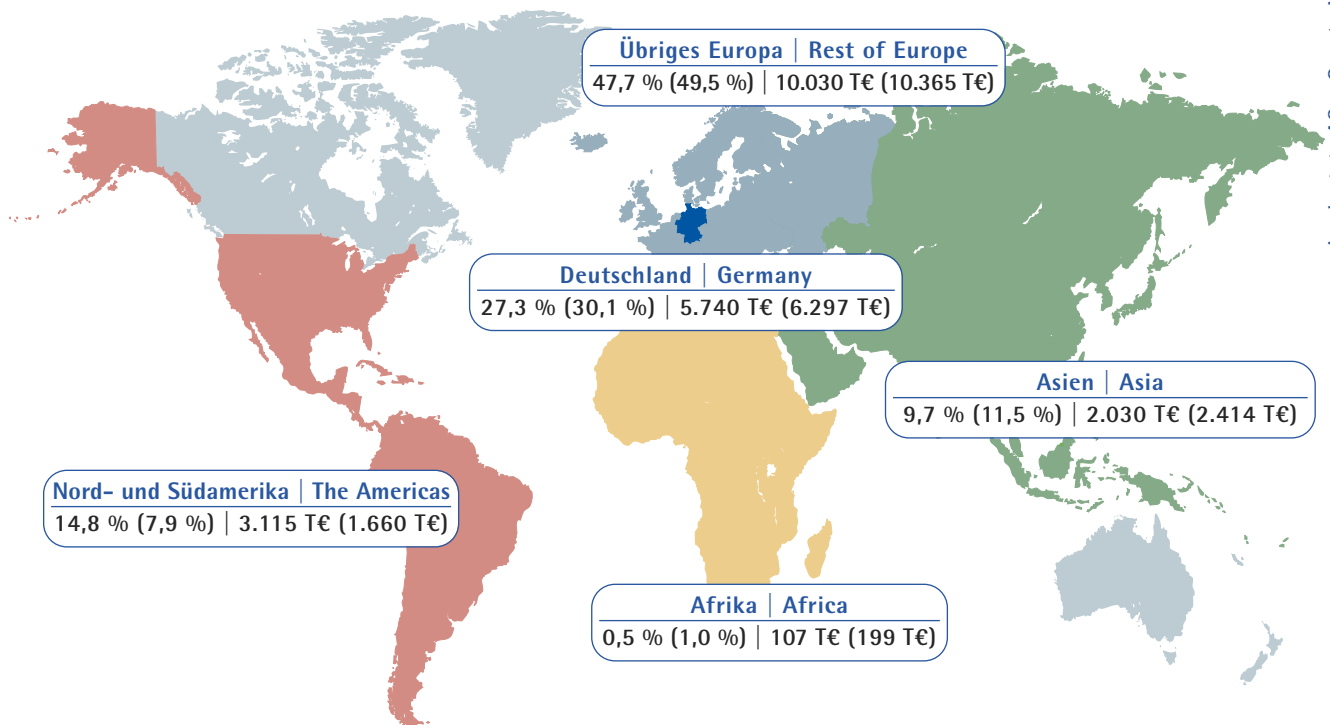 Übriges Europa | Rest of Europe
47,7 % (49,5 %) | 10.030 T€ (10.365 T€)
Deutschland | Germany
27,3 % (30,1 %) | 5.740 T€ (6.297 T€)
Asien | Asia
9,7 % (11,5 %) | 2.030 T€ (2.414 T€)
Nord- und Südamerika | The Americas
14,8 % (7,9 %) | 3.115 T€ (1.660 T€)
Afrika | Africa
0,5 % (1,0 %) | 107 T€ (199 T€)